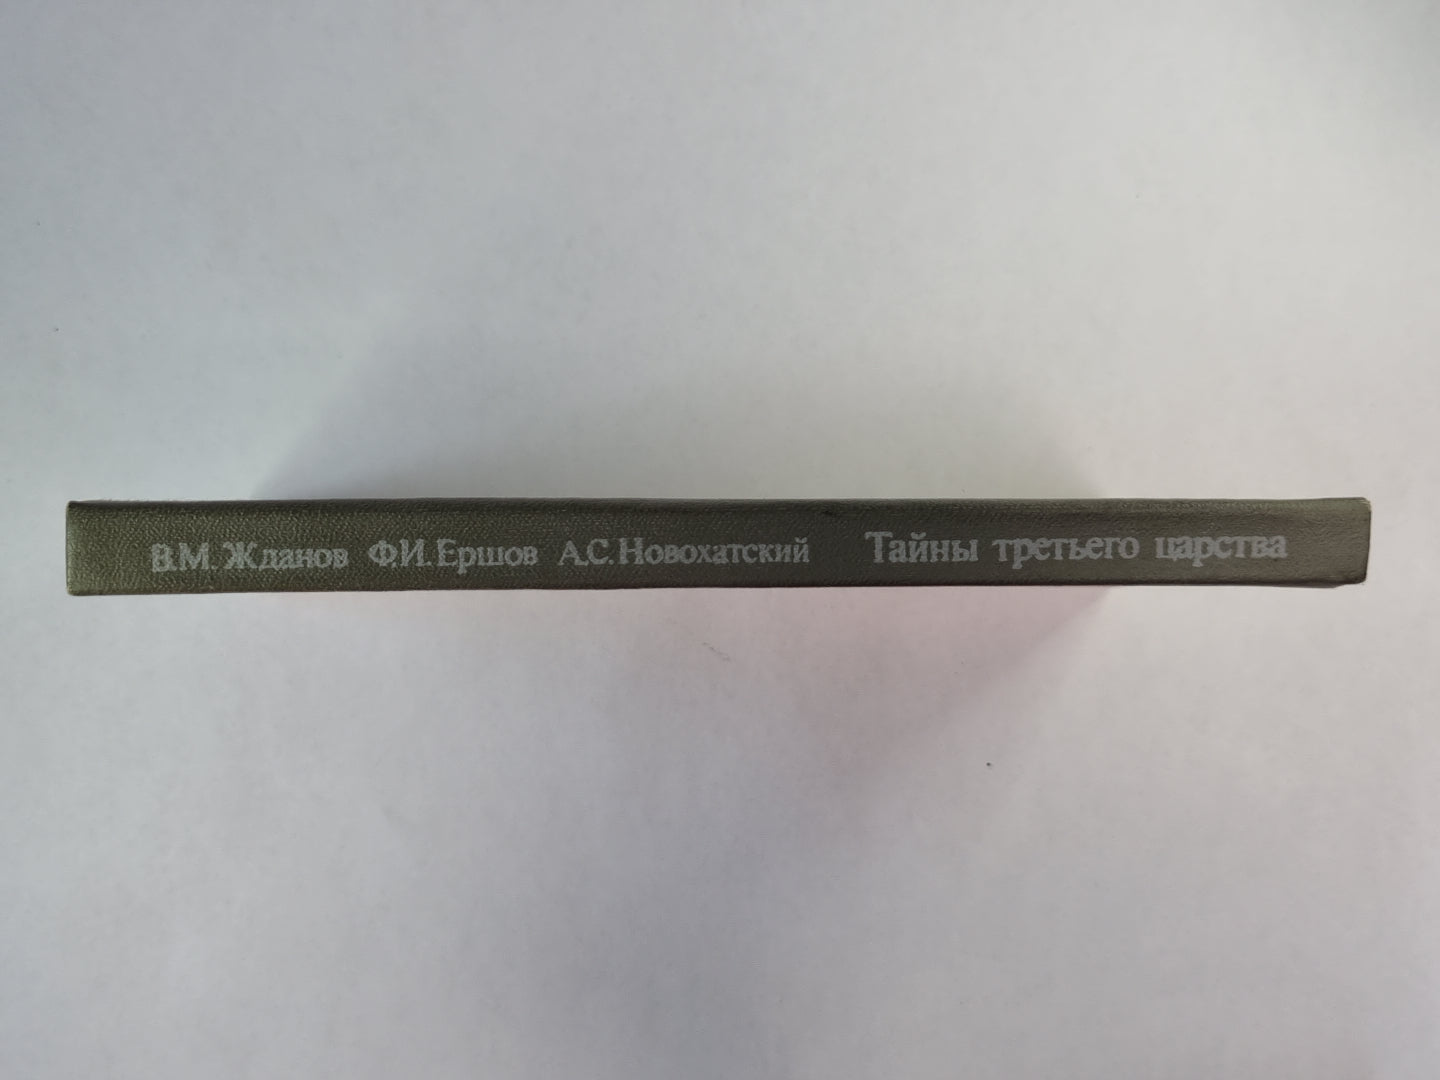 В.М. Жданов Ф.И. Ершов А.С. Новохатский Тайны третьего царства